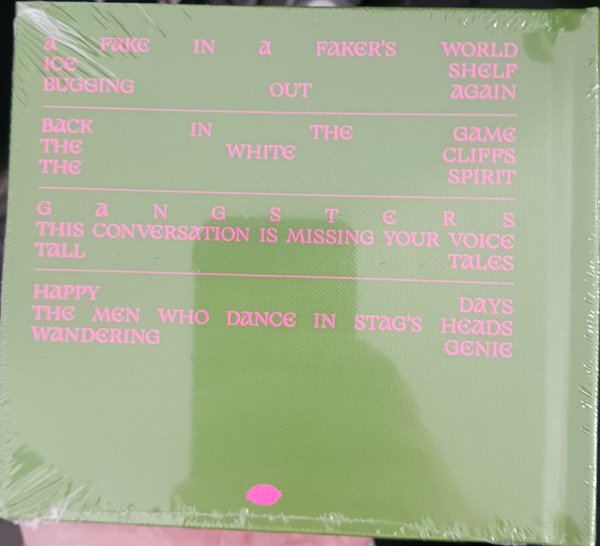 A FAKE IN A FAKER'S WORLD
ICE SHELF
BUGGING OUT AGAIN
BACK IN THE GAME
THE WHITE CLIFFS
THE SPIRIT
G A N G S T E R S
THIS CONVERSATION IS MISSING YOUR VOICE
TALL TALES
HAPPY DAYS
THE MEN WHO DANCE IN STAG'S HEADS
WANDERING GENIE